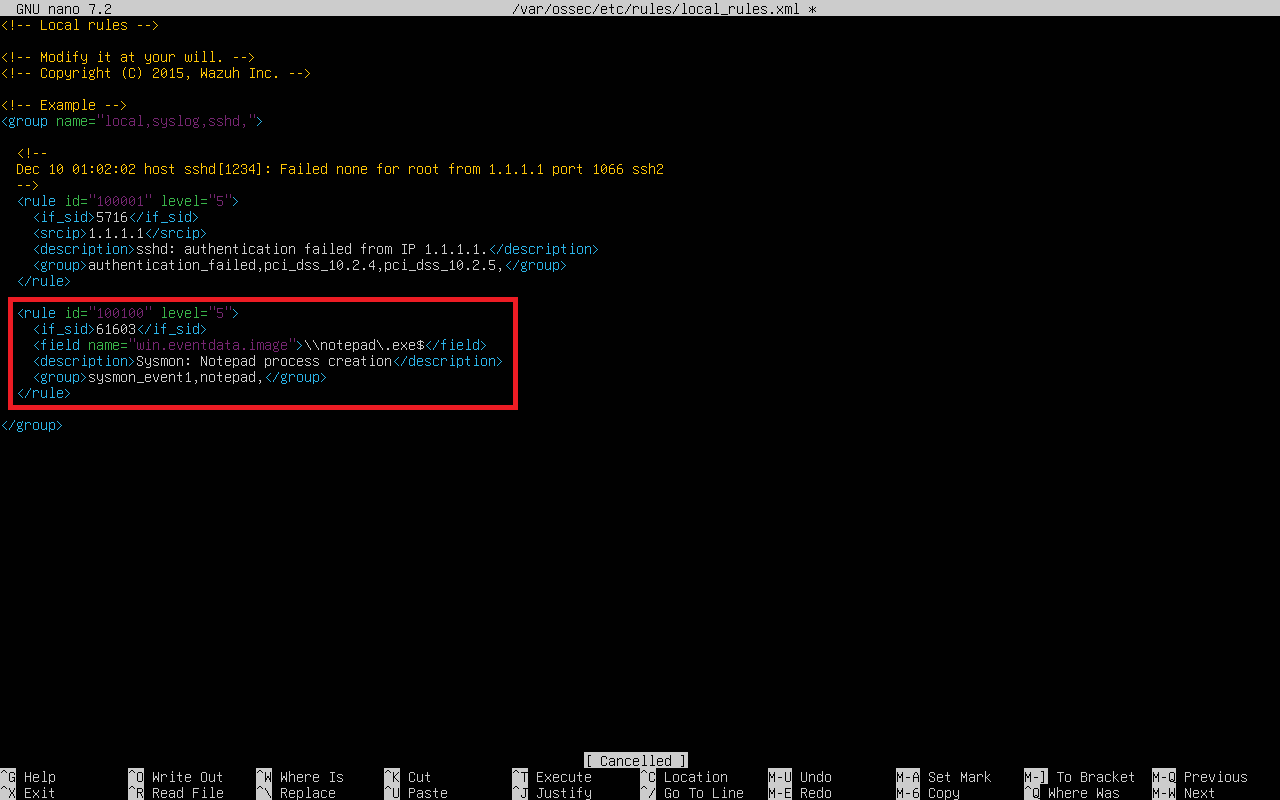 GNU nano 7.2 /var/ossec/etc/rules/local_rules.xml *
<!-- Local rules -->
<!-- Modify it at your will. -->
<!-- Copyright (C) 2015, Wazuh Inc. -->
<!-- Example -->
<group name="local,syslog,sshd,">
<!--
Dec 10 01:02:02 host sshd[1234]: Failed none for root from 1.1.1.1 port 1066 ssh2
-->
<rule id="100001" level="5">
<if_sid>5716</if_sid>
<srcip>1.1.1.1</srcip>
<description>sshd: authentication failed from IP 1.1.1.1.</description>
<group>authentication_failed,pci_dss_10.2.4,pci_dss_10.2.5,</group>
</rule>
<rule id="100100" level="5">
<if_sid>61603</if_sid>
<field name="win.eventdata.image">\\notepad\.exe$</field>
<description>Sysmon: Notepad process creation</description>
<group>sysmon_event1,notepad,</group>
</rule>
</group>
[ Cancelled ]
^G Help ^O Write Out ^W Where Is ^K Cut ^T Execute ^C Location M-U Undo M-A Set Mark M-] To Bracket M-Q Previous
^X Exit ^R Read File ^\ Replace ^U Paste ^J Justify ^/ Go To Line M-E Redo M-6 Copy ^Q Where Was M-W Next